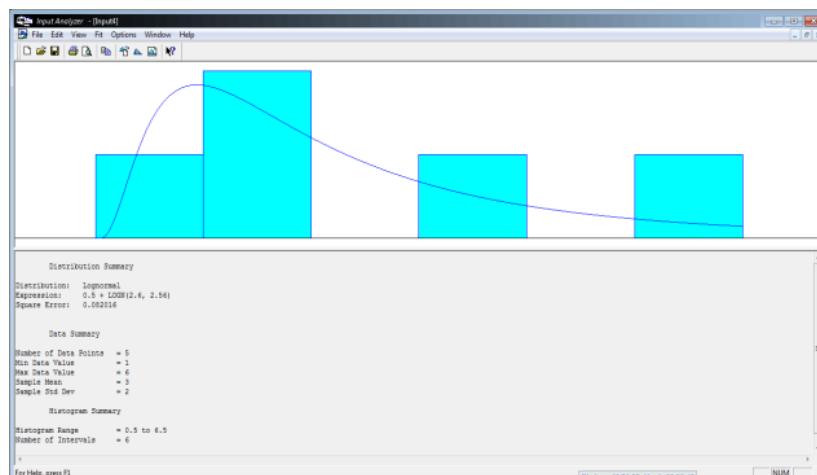 Input Analyzer - [Input4]
File Edit View Fit Options Window Help
Distribution Summary
Distribution: Lognormal
Expression: 0.5 + LOGN(2.6, 2.56)
Square Error: 0.082016
Data Summary
Number of Data Points = 5
Min Data Value = 1
Max Data Value = 6
Sample Mean = 3
Sample Std Dev = 2
Histogram Summary
Histogram Range = 0.5 to 6.5
Number of Intervals = 6
For Help, press F1
NUM